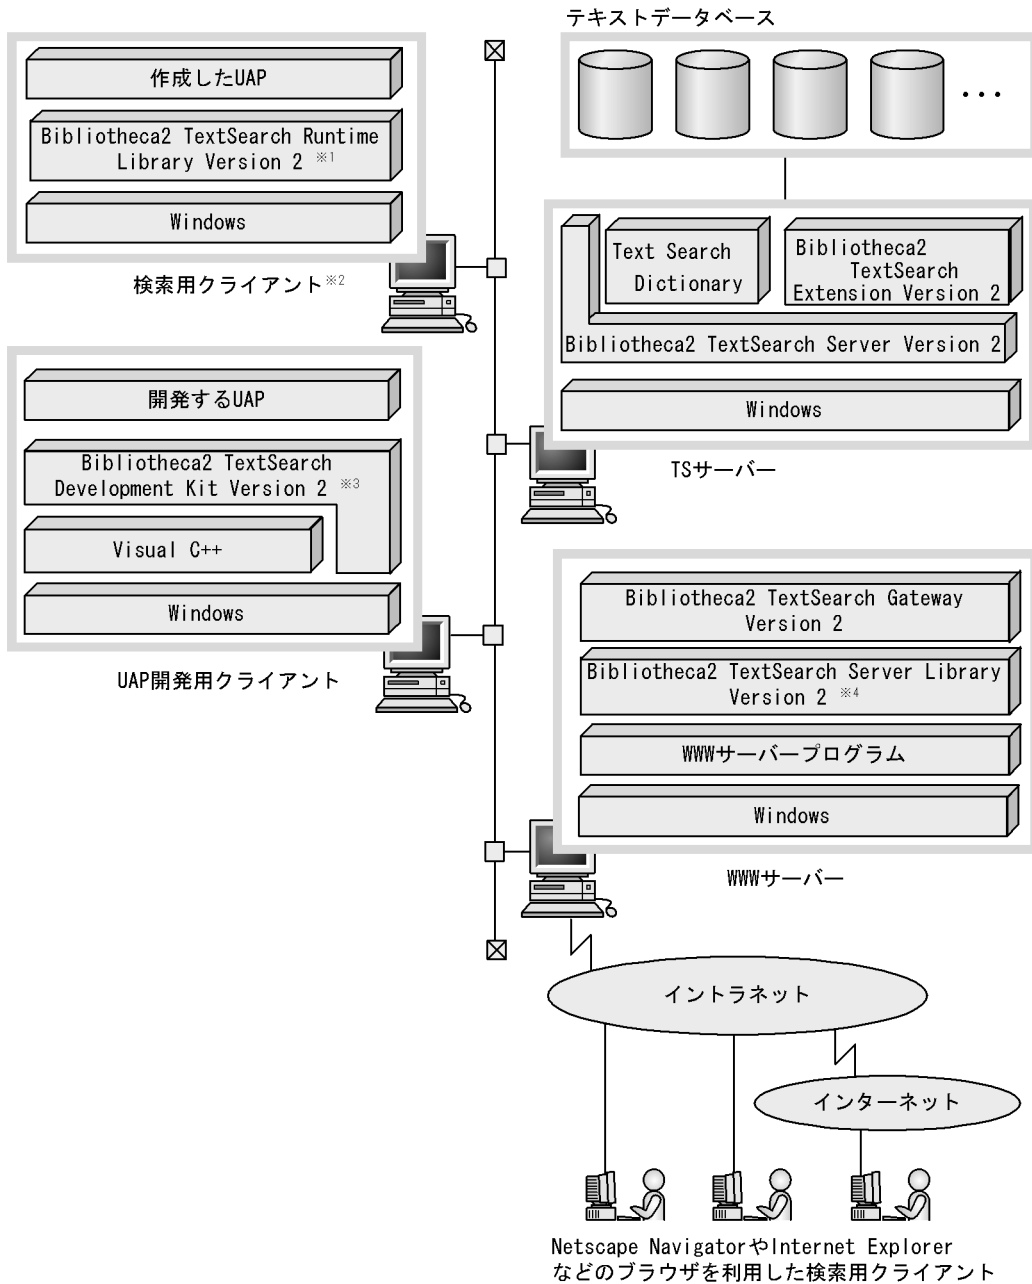 作成したUAP
Bibliotheca2 TextSearch Runtime
Library Version 2 ※1
Windows
検索用クライアント※2
開発するUAP
Bibliotheca2 TextSearch
Development Kit Version 2 ※3
Visual C++
Windows
UAP開発用クライアント
テキストデータベース
...
Text Search
Dictionary
Bibliotheca2
TextSearch
Extension Version 2
Bibliotheca2 TextSearch Server Version 2
Windows
TSサーバー
Bibliotheca2 TextSearch Gateway
Version 2
Bibliotheca2 TextSearch Server Library
Version 2 ※4
WWWサーバープログラム
Windows
WWWサーバー
イントラネット
インターネット
Netscape NavigatorやInternet Explorer
などのブラウザを利用した検索用クライアント